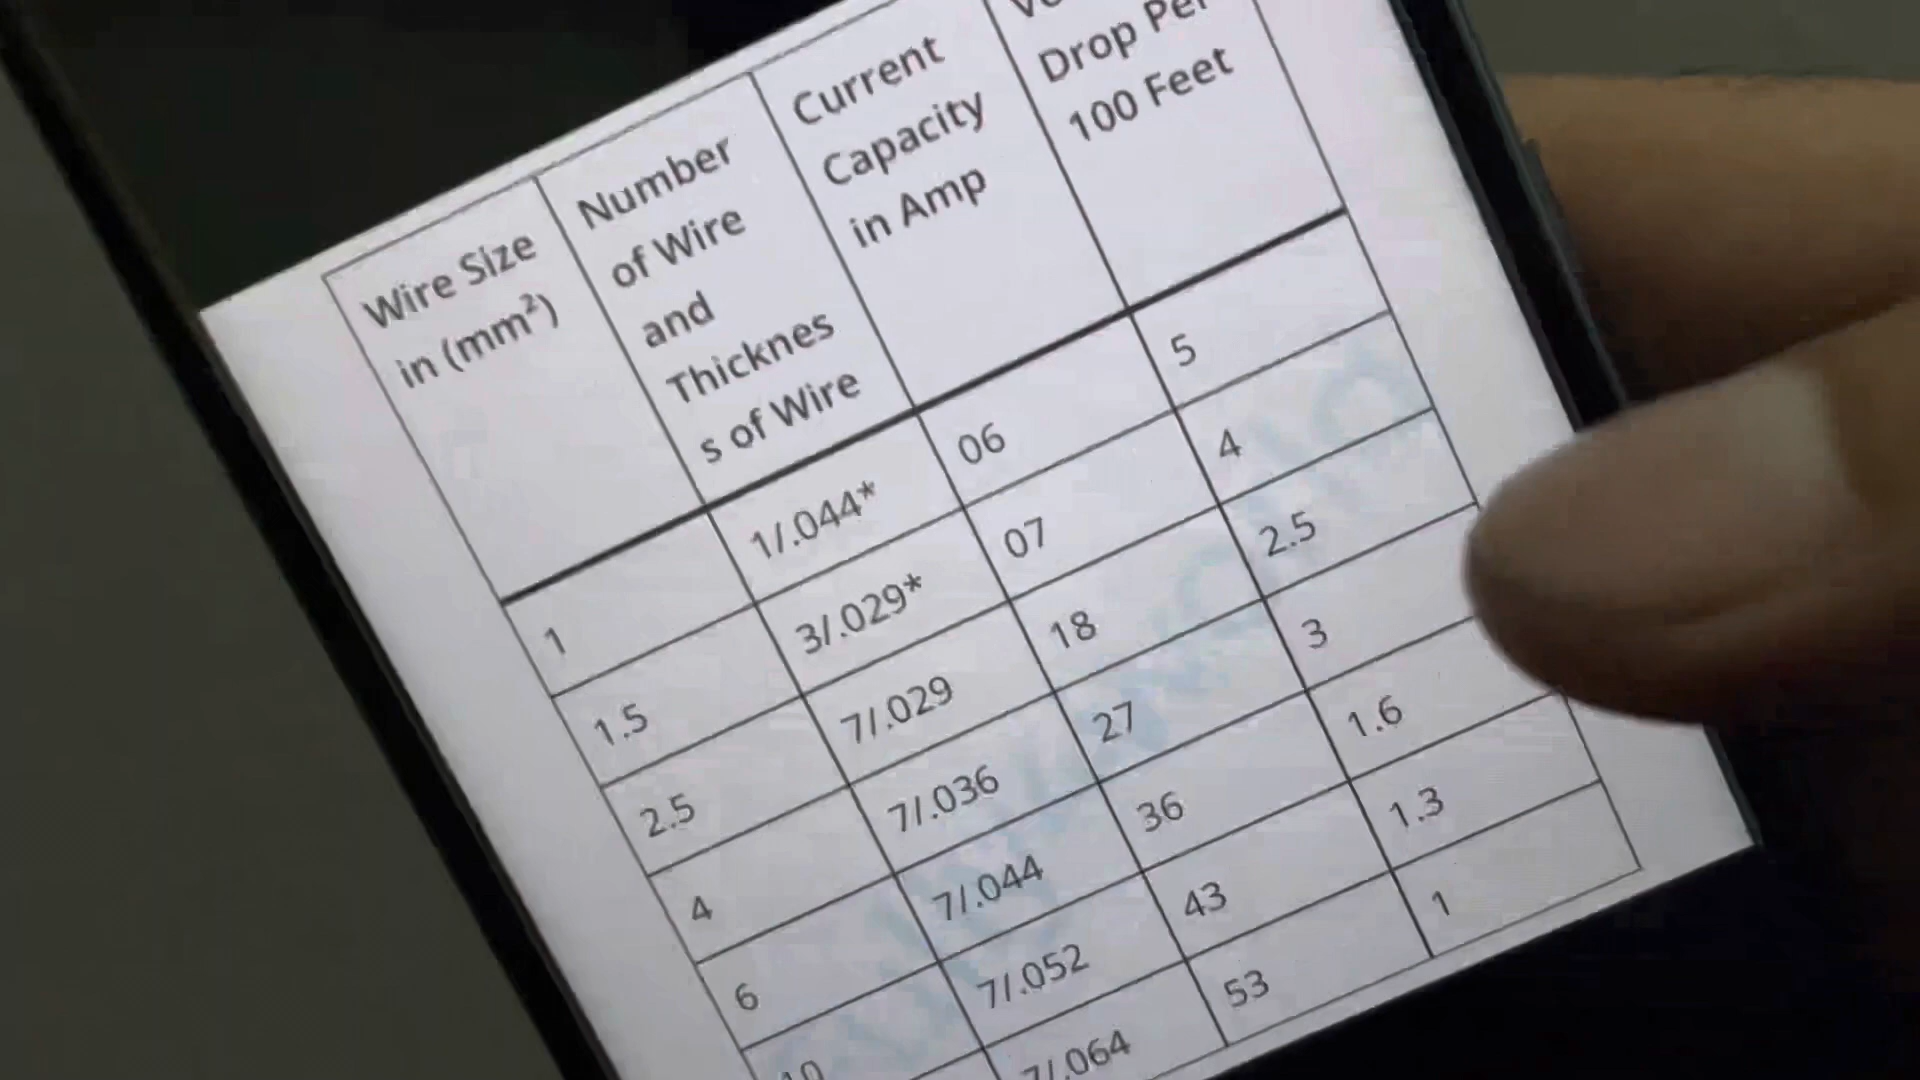 Wire Size
in (mm²)
Number
of Wire
and
Thicknes
s of Wire
Current
Capacity
in Amp
Drop Per
100 Feet
1 1/.044* 06 5
1.5 3/.029* 07 4
2.5 7/.029 18 2.5
4 7/.036 27 3
6 7/.044 36 1.6
10 7/.052 43 1.3
7/.064 53 1